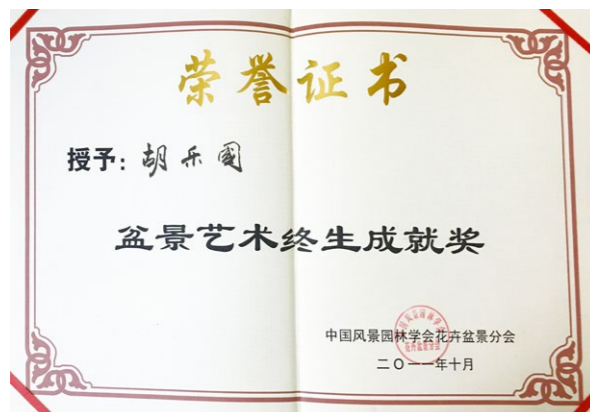 荣誉证书
授予：胡乐国
盆景艺术终生成就奖
中国风景园林学会花卉盆景分会
二〇一一年十月